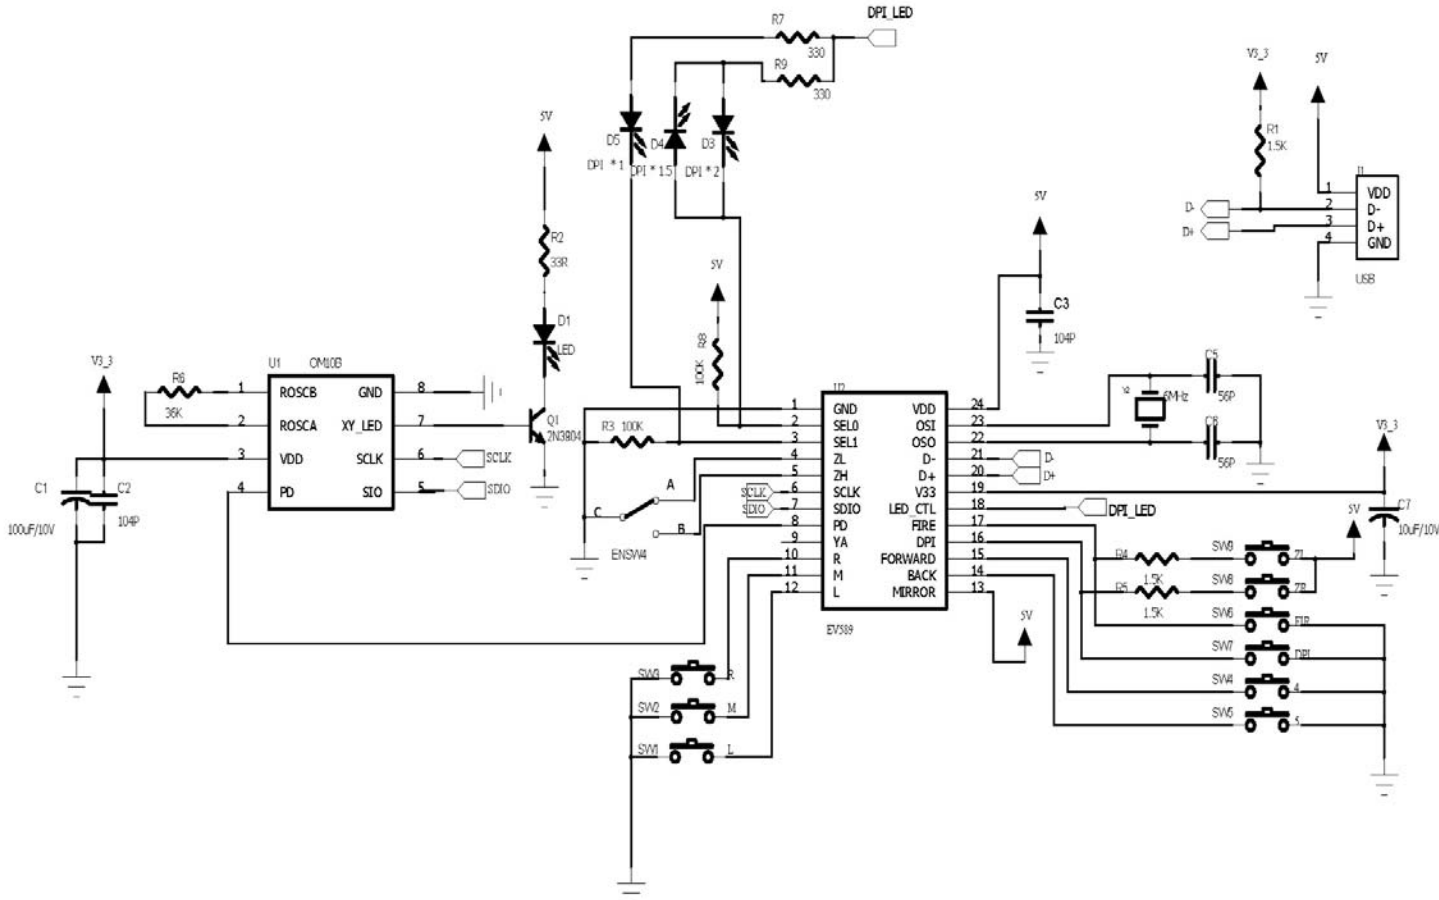 R7
330
DPI_LED
R9
330
5V
D5
DPI * 1
D4
DPI * 1.5
D3
DPI * 2
R2
33R
D1
LED
5V
R8
100K
V3_3
U1
OM10B
R6
36K
1 ROSCB
2 ROSCA
3 VDD
4 PD
GND 8
XY_LED 7
SCLK 6
SIO 5
SCLK
SDIO
Q1
2N3904
C1
100uF/10V
C2
104P
R3 100K
A
C
B
ENSW4
SCLK
SDIO
U2
1 GND
2 SEL0
3 SEL1
4 ZL
5 ZH
6 SCLK
7 SDIO
8 PD
9 YA
10 R
11 M
12 L
VDD 24
OSI 23
OSO 22
D- 21
D+ 20
V33 19
LED_CTL 18
FIRE 17
DPI 16
FORWARD 15
BACK 14
MIRROR 13
EV589
5V
C3
104P
V3_3
5V
R1
1.5K
J1
1 VDD
2 D-
3 D+
4 GND
USB
D-
D+
C5
56P
6MHz
C6
56P
D-
D+
DPI_LED
V3_3
C7
10uF/10V
5V
R4
1.5K
R5
1.5K
SW9
ZL
SW8
ZR
SW6
FIR
SW7
DPI
SW4
4
SW5
5
5V
SW3
R
SW2
M
SW1
L